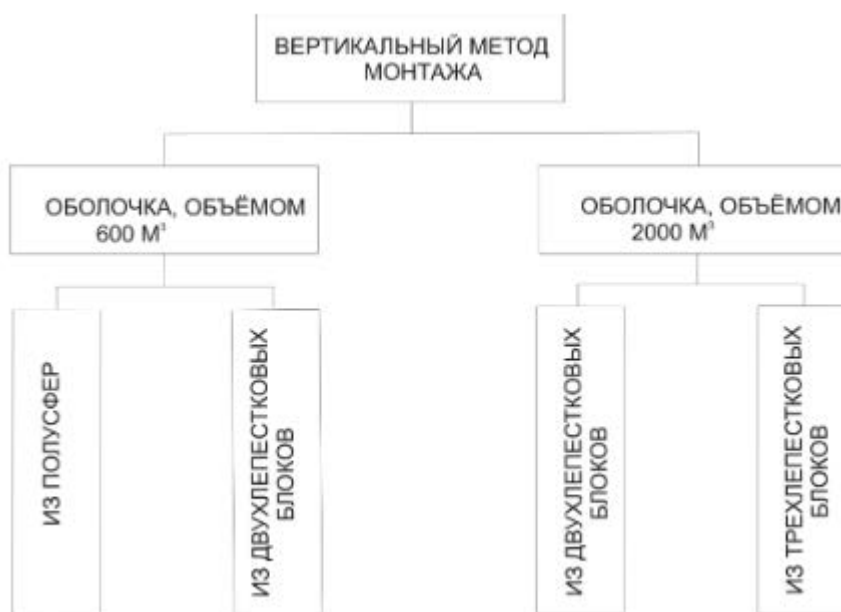 ВЕРТИКАЛЬНЫЙ МЕТОД
МОНТАЖА
ОБОЛОЧКА, ОБЪЁМОМ
600 М³
ОБОЛОЧКА, ОБЪЁМОМ
2000 М³
ИЗ ПОЛУСФЕР
ИЗ ДВУХЛЕПЕСТКОВЫХ
БЛОКОВ
ИЗ ДВУХЛЕПЕСТКОВЫХ
БЛОКОВ
ИЗ ТРЕХЛЕПЕСТКОВЫХ
БЛОКОВ